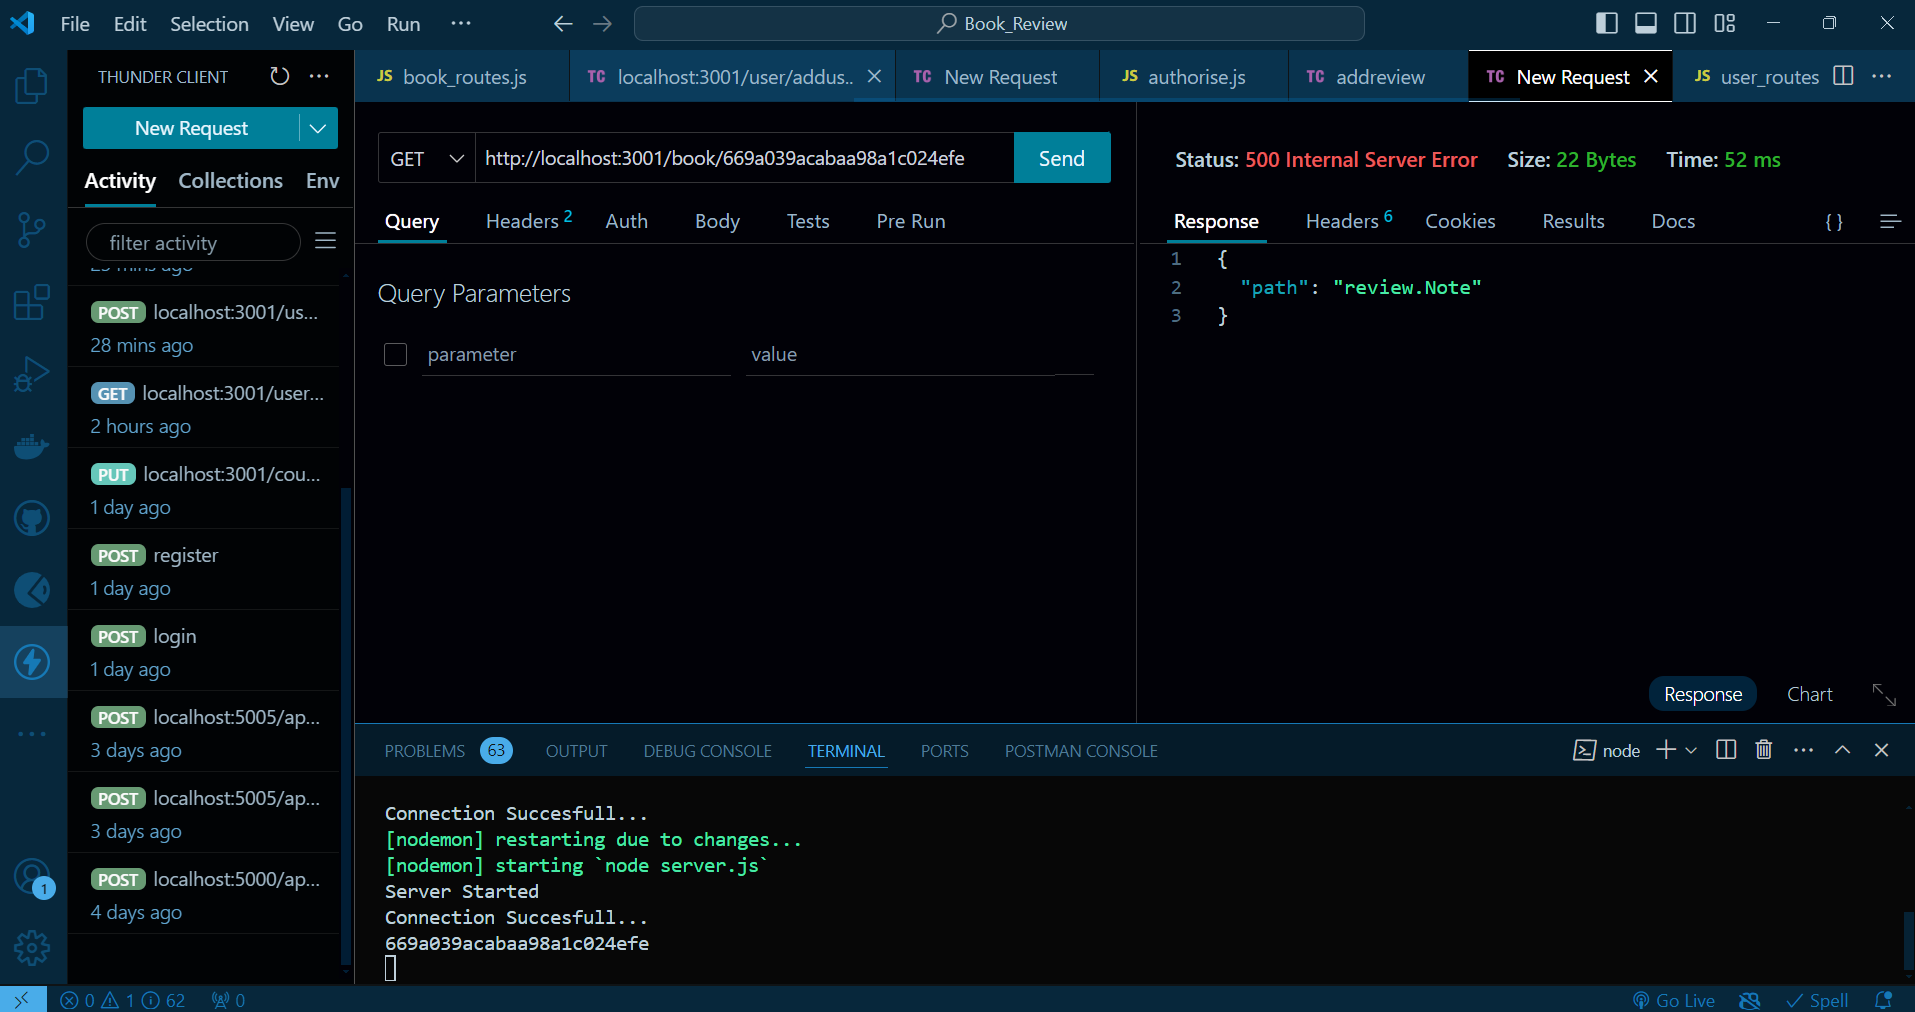 File Edit Selection View Go Run ··· Book_Review
THUNDER CLIENT ···
New Request
Activity Collections Env
filter activity
POST localhost:3001/us...
28 mins ago
GET localhost:3001/user...
2 hours ago
PUT localhost:3001/cou...
1 day ago
POST register
1 day ago
POST login
1 day ago
POST localhost:5005/ap...
3 days ago
POST localhost:5005/ap...
3 days ago
POST localhost:5000/ap...
4 days ago
1
JS book_routes.js TC localhost:3001/user/addus.. TC New Request JS authorise.js TC addreview TC New Request JS user_routes ···
GET http://localhost:3001/book/669a039acabaa98a1c024efe Send
Query Headers 2 Auth Body Tests Pre Run
Query Parameters
parameter value
Status: 500 Internal Server Error Size: 22 Bytes Time: 52 ms
Response Headers 6 Cookies Results Docs {}
1 {
2 "path": "review.Note"
3 }
Response Chart
PROBLEMS 63 OUTPUT DEBUG CONSOLE TERMINAL PORTS POSTMAN CONSOLE node ···
Connection Succesfull...
[nodemon] restarting due to changes...
[nodemon] starting `node server.js`
Server Started
Connection Succesfull...
669a039acabaa98a1c024efe
0 1 62 0 Go Live Spell